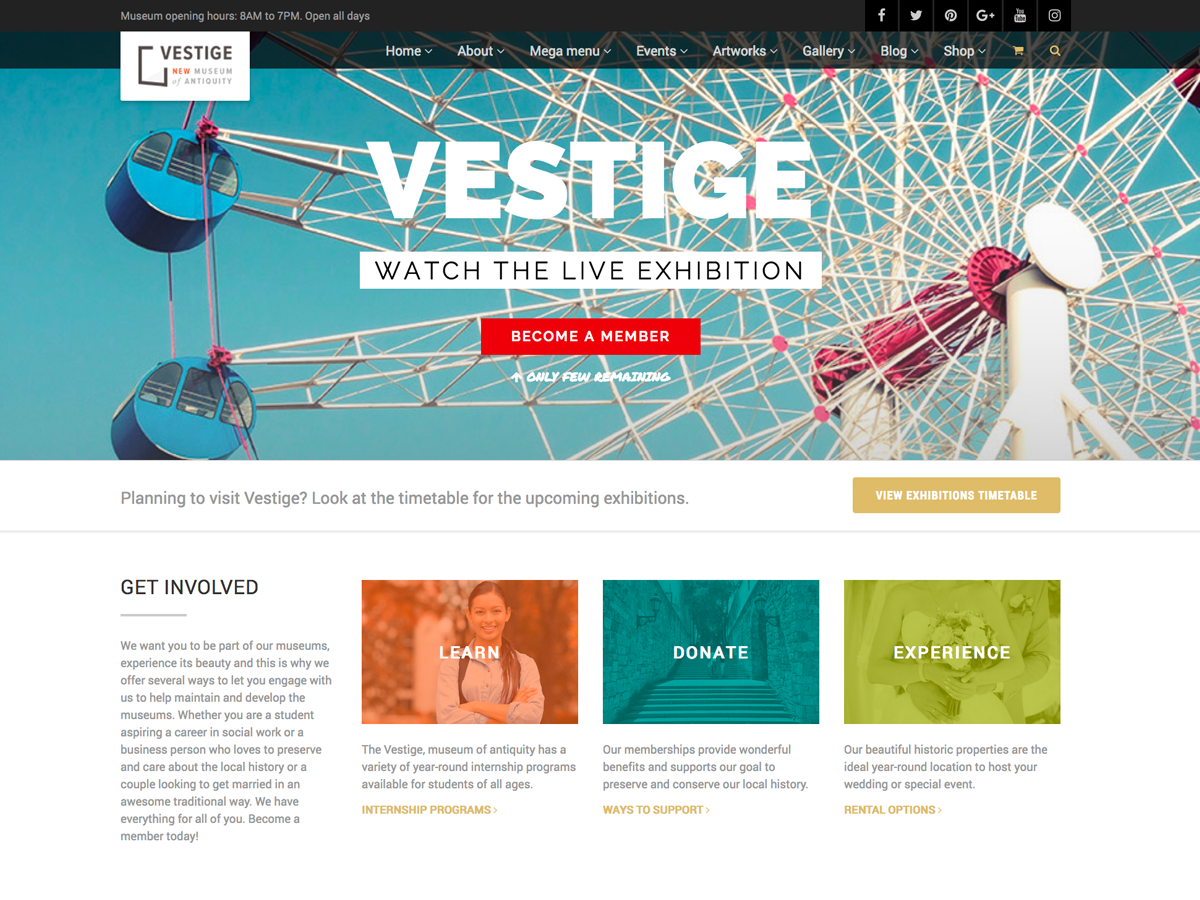 Museum opening hours: 8AM to 7PM. Open all days
You Tube
VESTIGE
NEW MUSEUM
of ANTIQUITY
Home About Mega menu Events Artworks Gallery Blog Shop
VESTIGE
WATCH THE LIVE EXHIBITION
BECOME A MEMBER
ONLY FEW REMAINING
Planning to visit Vestige? Look at the timetable for the upcoming exhibitions.
VIEW EXHIBITIONS TIMETABLE
GET INVOLVED
We want you to be part of our museums,
experience its beauty and this is why we
offer several ways to let you engage with
us to help maintain and develop the
museums. Whether you are a student
aspiring a career in social work or a
business person who loves to preserve
and care about the local history or a
couple looking to get married in an
awesome traditional way. We have
everything for all of you. Become a
member today!
LEARN
The Vestige, museum of antiquity has a
variety of year-round internship programs
available for students of all ages.
INTERNSHIP PROGRAMS
DONATE
Our memberships provide wonderful
benefits and supports our goal to
preserve and conserve our local history.
WAYS TO SUPPORT
EXPERIENCE
Our beautiful historic properties are the
ideal year-round location to host your
wedding or special event.
RENTAL OPTIONS